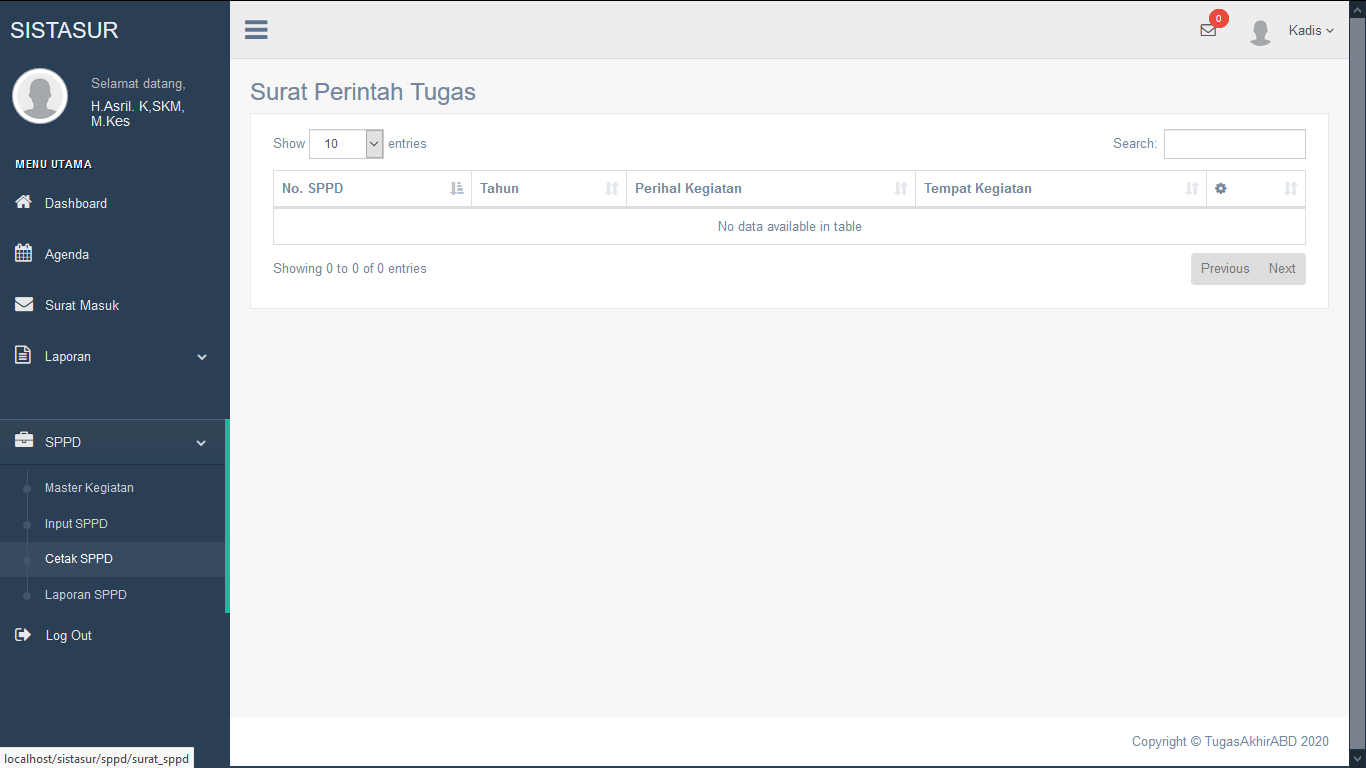 SISTASUR
Selamat datang,
H.Asril. K,SKM,
M.Kes
MENU UTAMA
Dashboard
Agenda
Surat Masuk
Laporan
SPPD
Master Kegiatan
Input SPPD
Cetak SPPD
Laporan SPPD
Log Out
localhost/sistasur/sppd/surat_sppd
0
Kadis
Surat Perintah Tugas
Show 10 entries
Search:
No. SPPD Tahun Perihal Kegiatan Tempat Kegiatan
No data available in table
Showing 0 to 0 of 0 entries
Previous Next
Copyright © TugasAkhirABD 2020